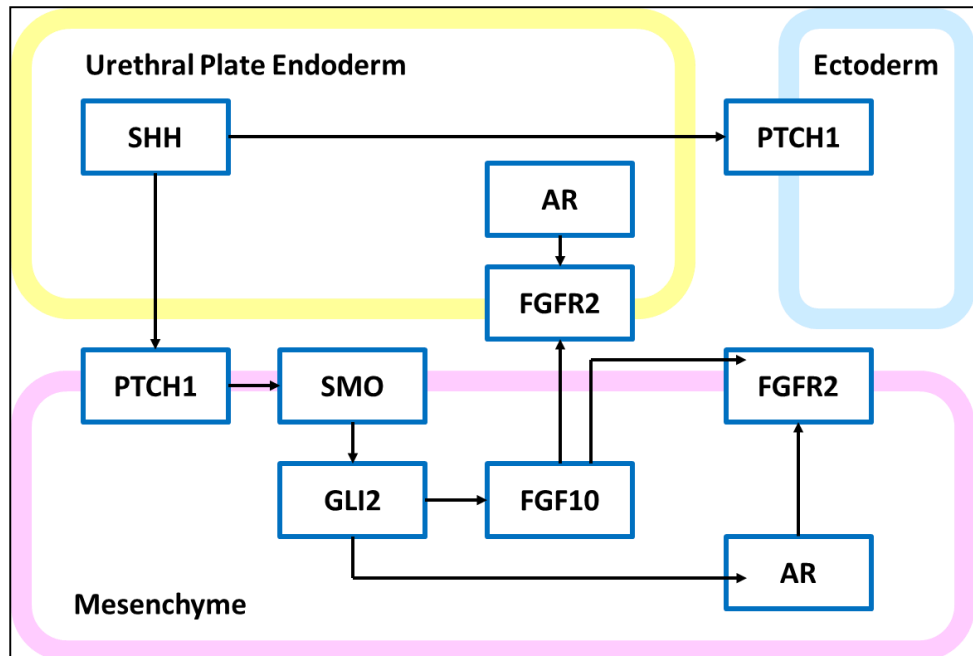 Urethral Plate Endoderm
Ectoderm
SHH
PTCH1
AR
FGFR2
PTCH1
SMO
FGFR2
GLI2
FGF10
AR
Mesenchyme